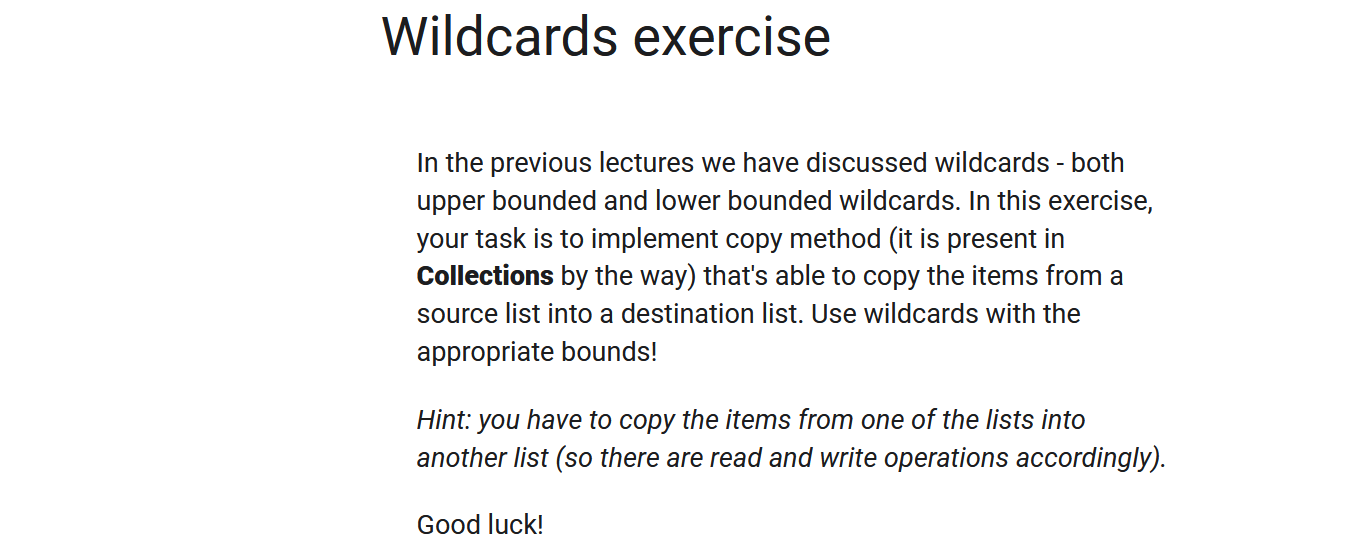 Wildcards exercise
In the previous lectures we have discussed wildcards - both
upper bounded and lower bounded wildcards. In this exercise,
your task is to implement copy method (it is present in
Collections by the way) that's able to copy the items from a
source list into a destination list. Use wildcards with the
appropriate bounds!
Hint: you have to copy the items from one of the lists into
another list (so there are read and write operations accordingly).
Good luck!